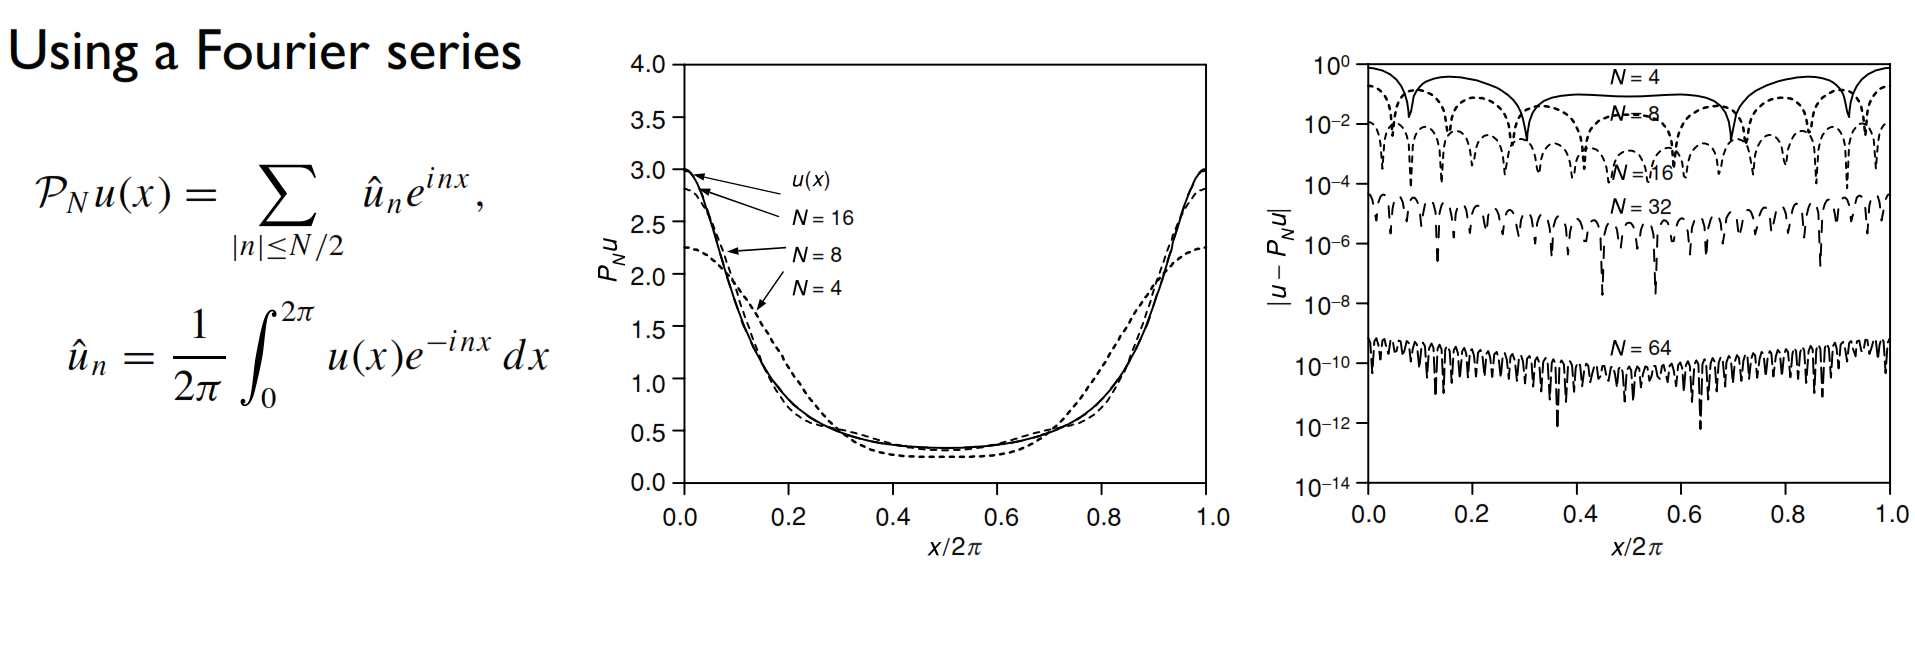 Using a Fourier series
𝒫_N u(x) = ∑_{|n|≤N/2} û_n e^{inx},
û_n = 1/2π ∫_0^{2π} u(x)e^{−inx} dx
4.0
3.5
3.0
2.5
2.0
1.5
1.0
0.5
0.0
P_N u
u(x)
N = 16
N = 8
N = 4
0.0 0.2 0.4 0.6 0.8 1.0
x/2π
10⁰
10⁻²
10⁻⁴
10⁻⁶
10⁻⁸
10⁻¹⁰
10⁻¹²
10⁻¹⁴
|u − P_N u|
N = 4
N = 8
N = 16
N = 32
N = 64
0.0 0.2 0.4 0.6 0.8 1.0
x/2π